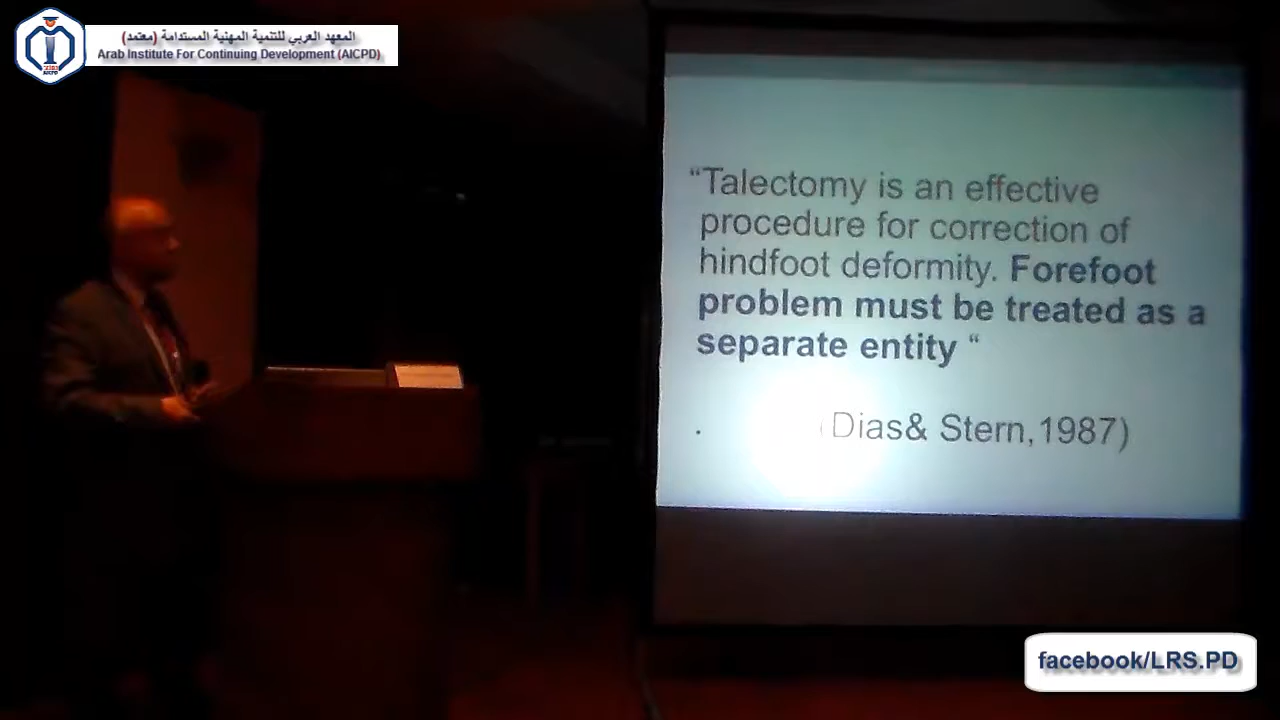 المعهد العربي للتنمية المهنية المستدامة (معتمد)
Arab Institute For Continuing Development (AICPD)
AICPD
“Talectomy is an effective
procedure for correction of
hindfoot deformity. Forefoot
problem must be treated as a
separate entity “
. (Dias& Stern,1987)
facebook/LRS.PD